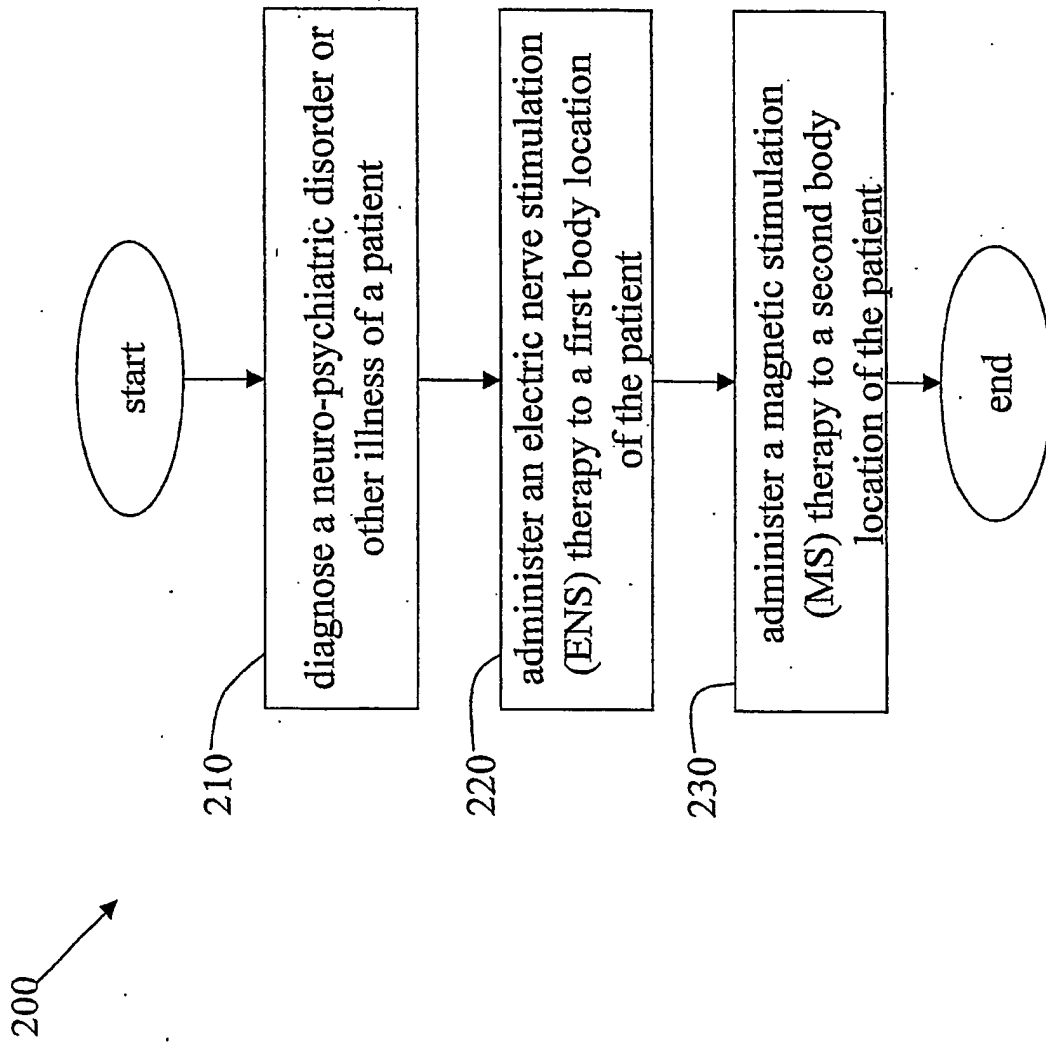 200
start
210
diagnose a neuro-psychiatric disorder or
other illness of a patient
220
administer an electric nerve stimulation
(ENS) therapy to a first body location
of the patient
230
administer a magnetic stimulation
(MS) therapy to a second body
location of the patient
end